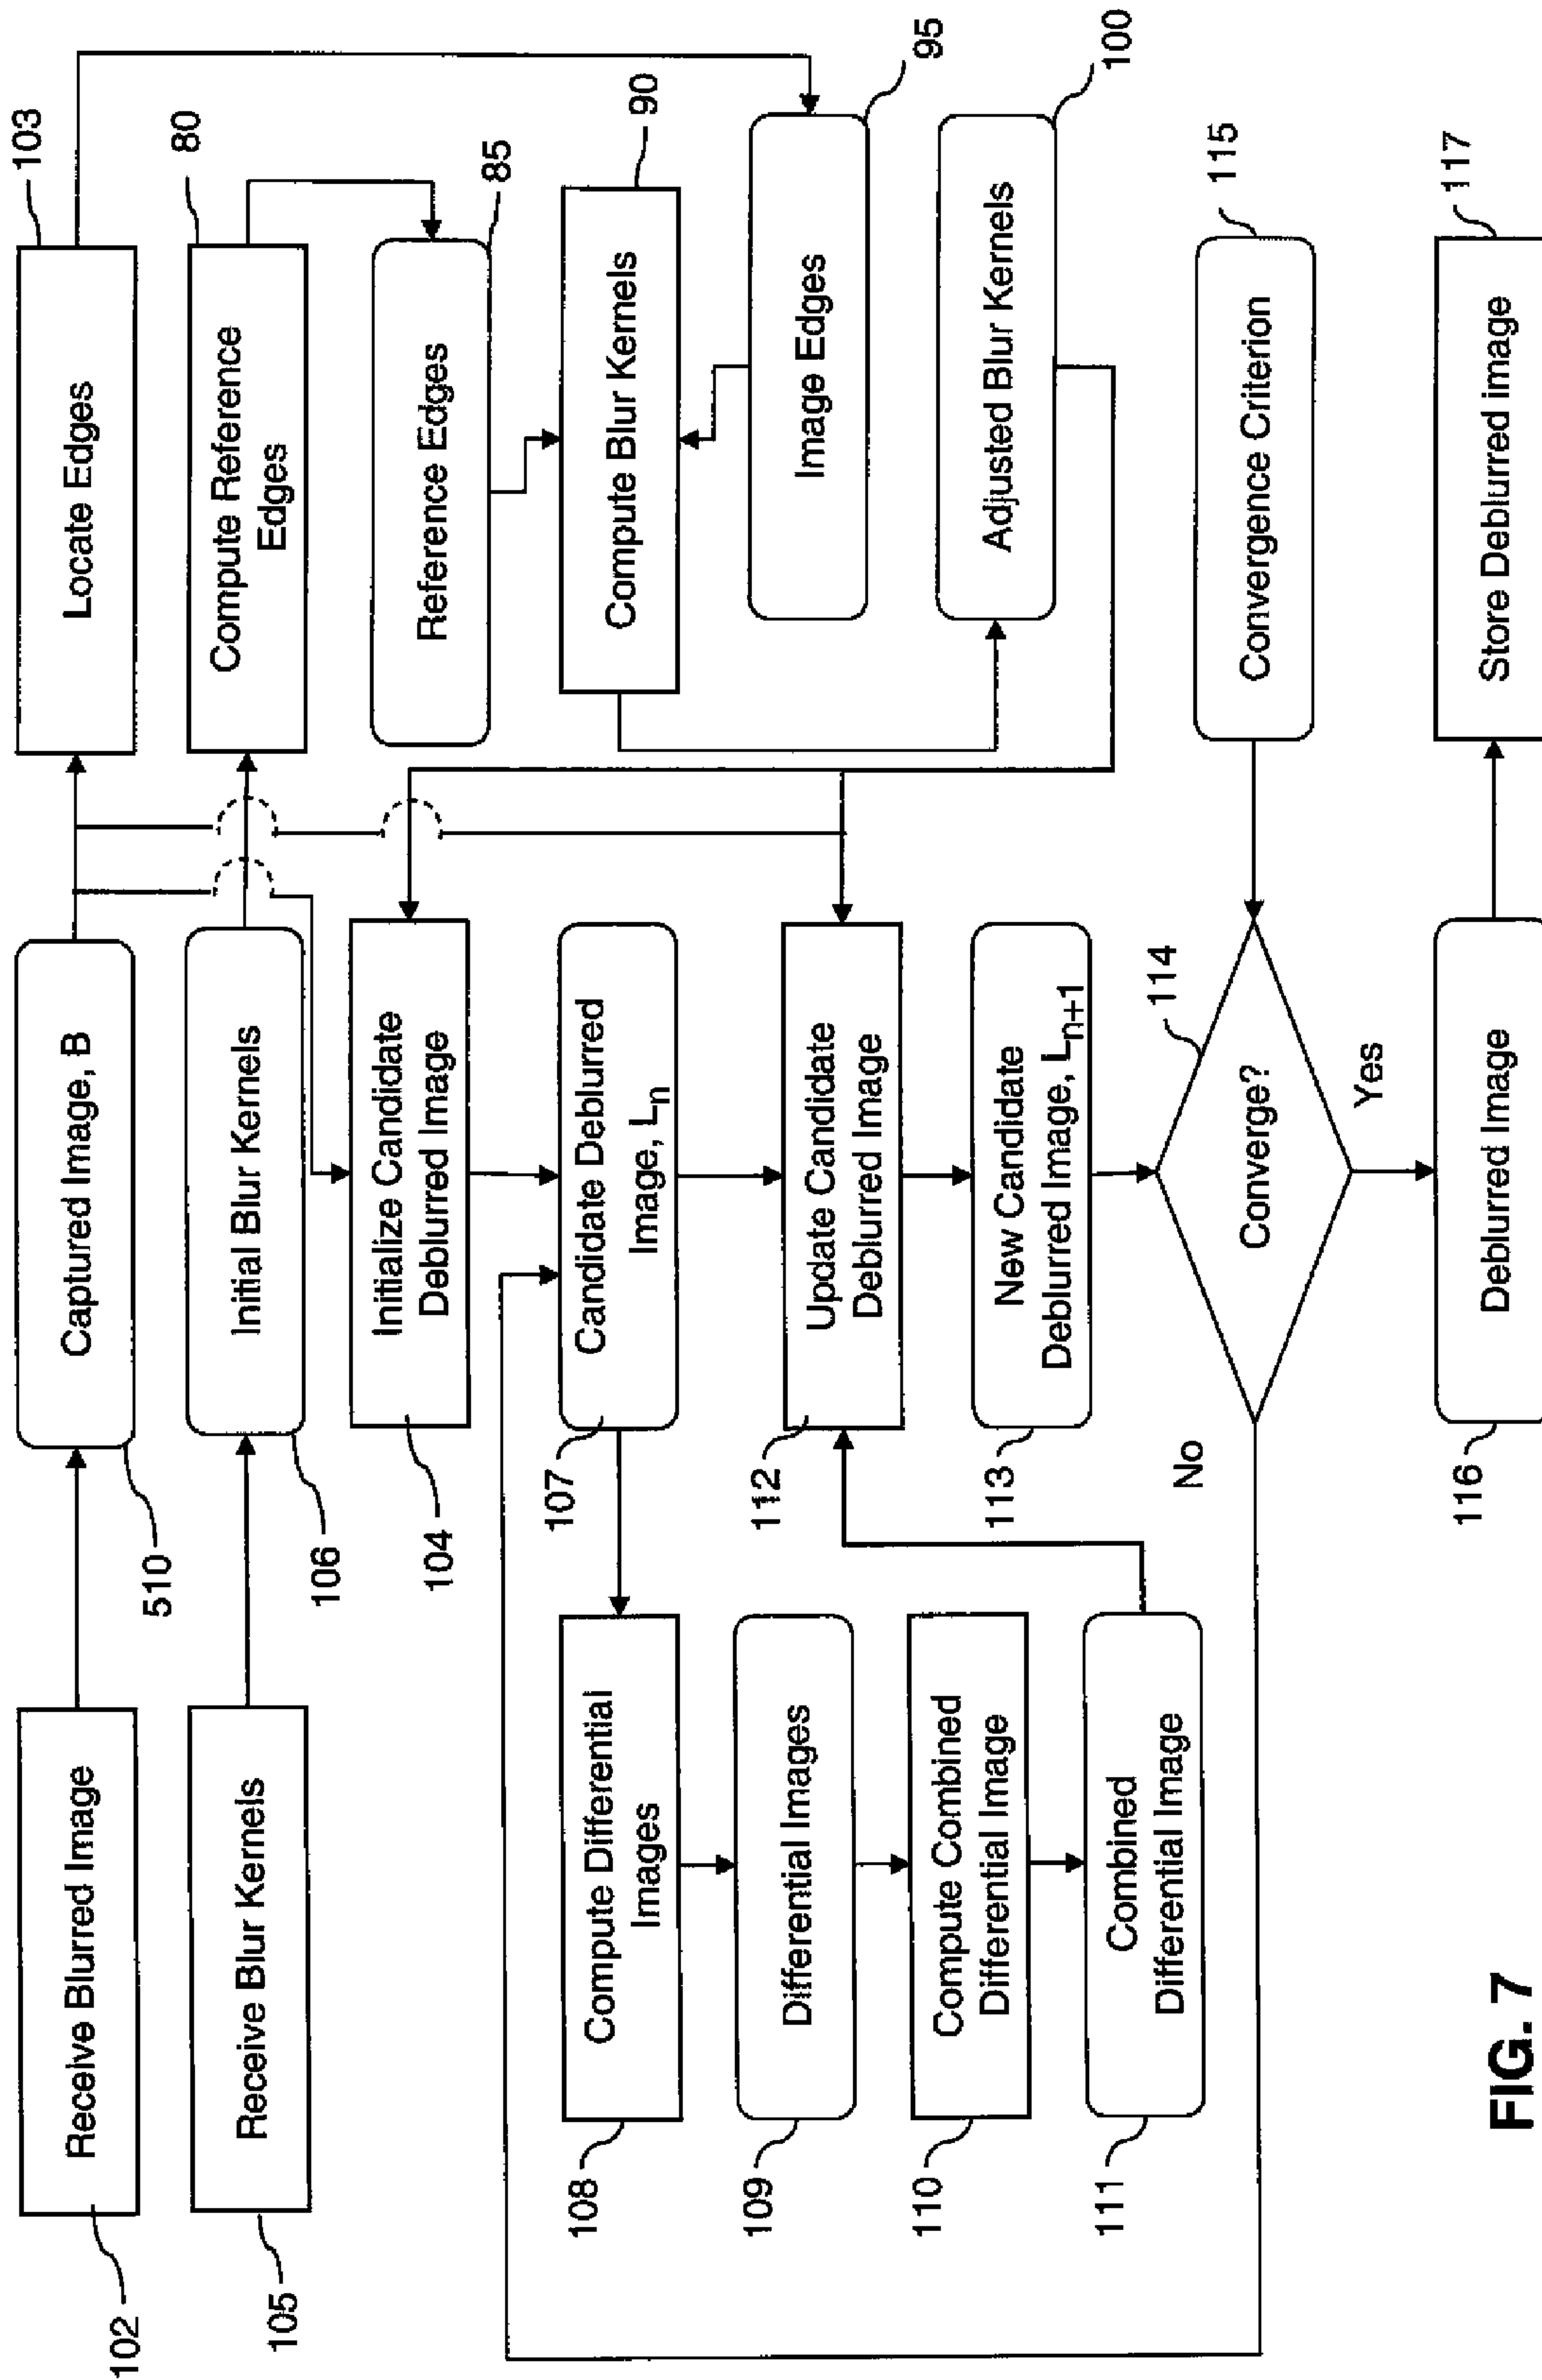 102
Receive Blurred Image
510
Captured Image, B
103
Locate Edges
105
Receive Blur Kernels
106
Initial Blur Kernels
80
Compute Reference
Edges
104
Initialize Candidate
Deblurred Image
85
Reference Edges
107
Candidate Deblurred
Image, Ln
90
Compute Blur Kernels
108
Compute Differential
Images
109
Differential Images
112
Update Candidate
Deblurred Image
95
Image Edges
110
Compute Combined
Differential Image
113
New Candidate
Deblurred Image, Ln+1
100
Adjusted Blur Kernels
111
Combined
Differential Image
No
114
Converge?
Yes
115
Convergence Criterion
116
Deblurred Image
117
Store Deblurred image
FIG. 7